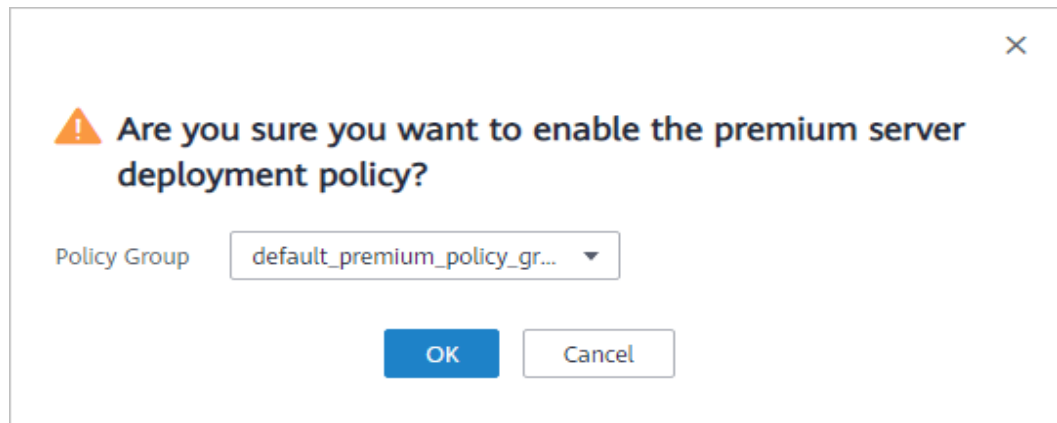 Are you sure you want to enable the premium server
deployment policy?
Policy Group default_premium_policy_gr...
OK Cancel